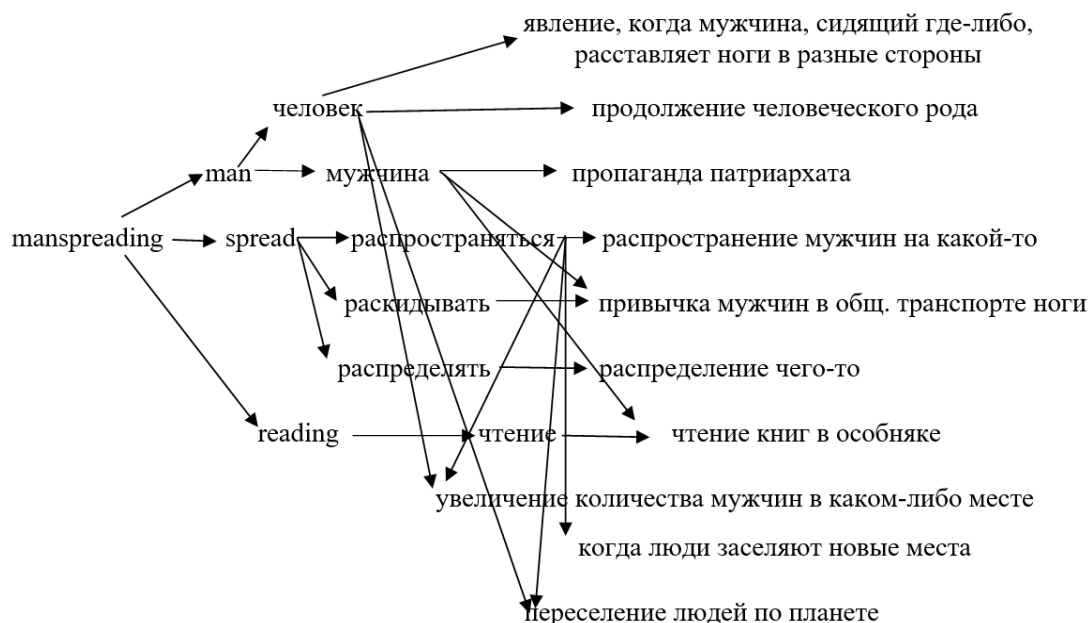 явление, когда мужчина, сидящий где-либо,
расставляет ноги в разные стороны
человек
продолжение человеческого рода
man
мужчина
пропаганда патриархата
manspreading
spread
распространяться
распространение мужчин на какой-то
раскидывать
привычка мужчин в общ. транспорте ноги
распределять
распределение чего-то
reading
чтение
чтение книг в особняке
увеличение количества мужчин в каком-либо месте
когда люди заселяют новые места
переселение людей по планете